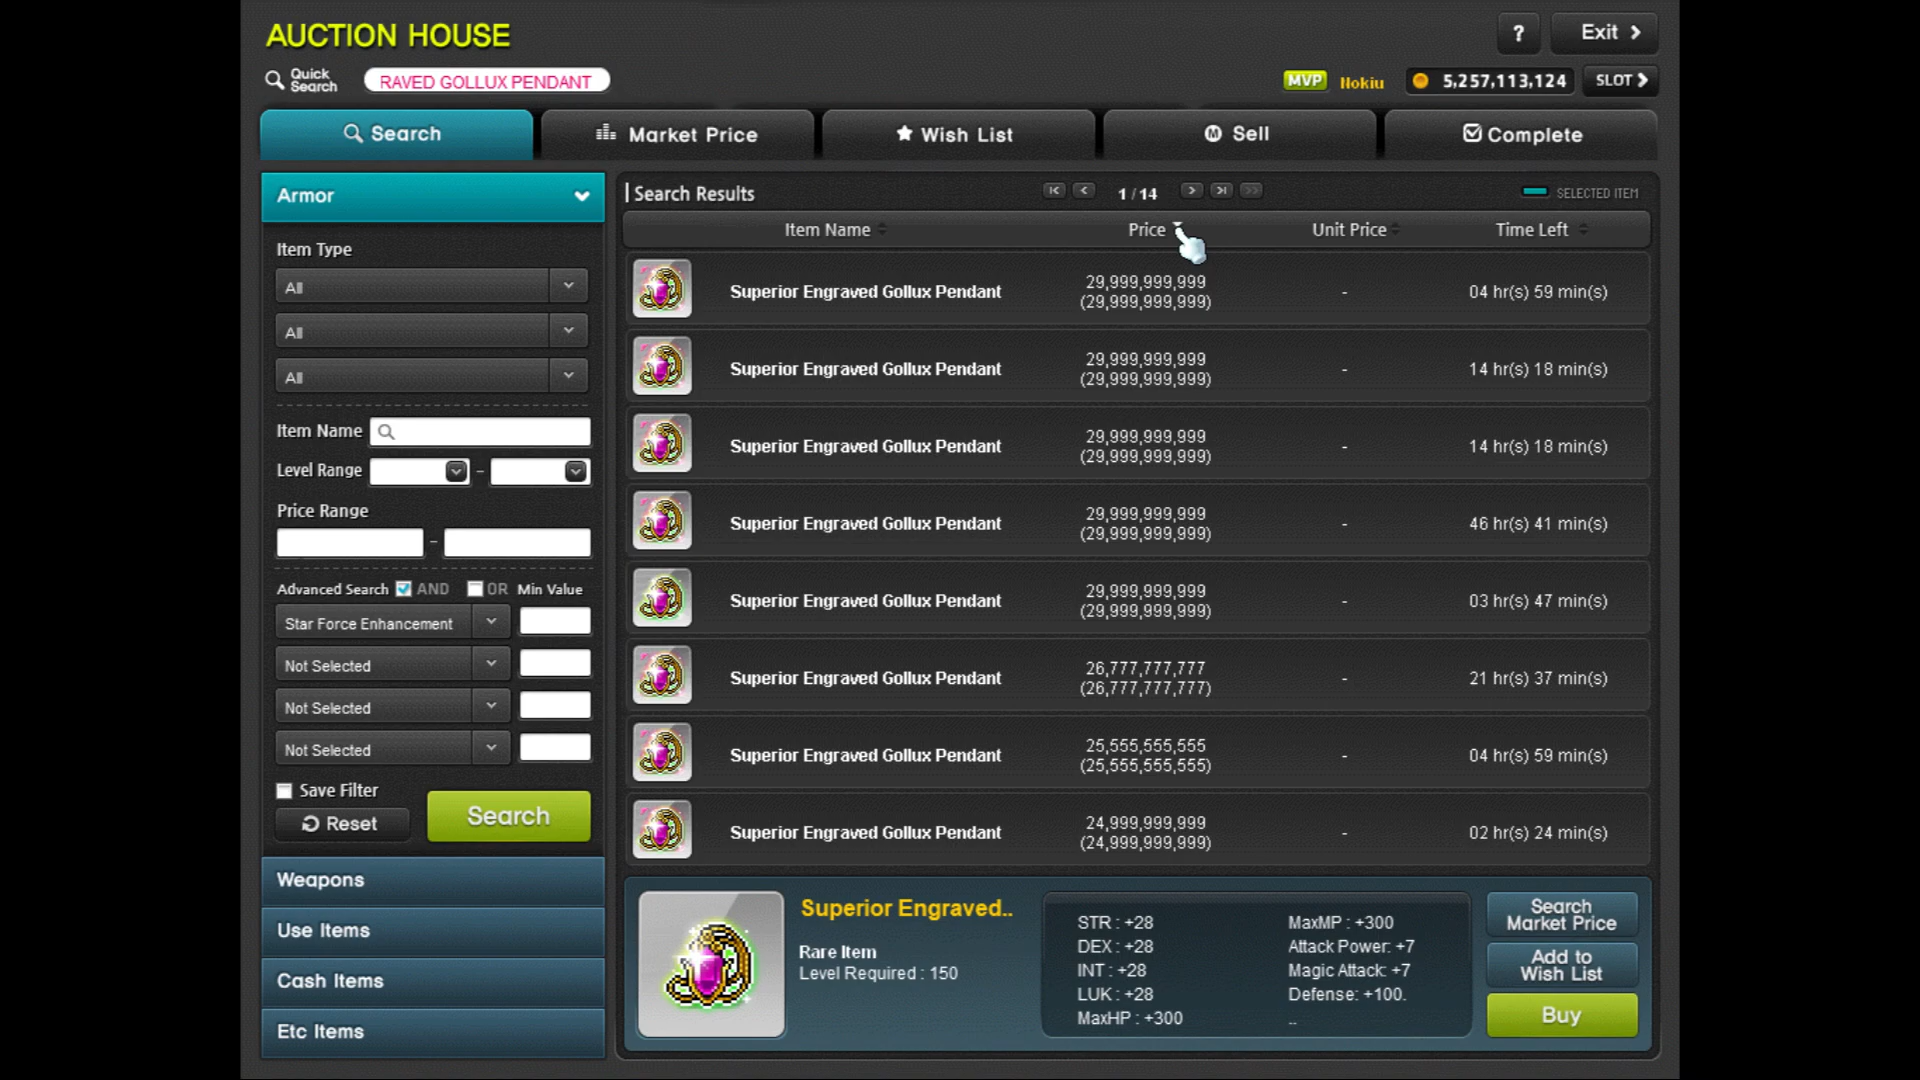 AUCTION HOUSE
?
Exit
Quick
Search
RAVED GOLLUX PENDANT
MVP
Nokiu
5,257,113,124
SLOT
Search
Market Price
Wish List
Sell
Complete
Armor
Item Type
All
All
All
Item Name
Level Range
-
Price Range
-
Advanced Search AND OR Min Value
Star Force Enhancement
Not Selected
Not Selected
Not Selected
Save Filter
Reset
Search
Weapons
Use Items
Cash Items
Etc Items
Search Results
1 / 14
SELECTED ITEM
Item Name Price Unit Price Time Left
Superior Engraved Gollux Pendant 29,999,999,999 - 04 hr(s) 59 min(s)
(29,999,999,999)
Superior Engraved Gollux Pendant 29,999,999,999 - 14 hr(s) 18 min(s)
(29,999,999,999)
Superior Engraved Gollux Pendant 29,999,999,999 - 14 hr(s) 18 min(s)
(29,999,999,999)
Superior Engraved Gollux Pendant 29,999,999,999 - 46 hr(s) 41 min(s)
(29,999,999,999)
Superior Engraved Gollux Pendant 29,999,999,999 - 03 hr(s) 47 min(s)
(29,999,999,999)
Superior Engraved Gollux Pendant 26,777,777,777 - 21 hr(s) 37 min(s)
(26,777,777,777)
Superior Engraved Gollux Pendant 25,555,555,555 - 04 hr(s) 59 min(s)
(25,555,555,555)
Superior Engraved Gollux Pendant 24,999,999,999 - 02 hr(s) 24 min(s)
(24,999,999,999)
Superior Engraved..
Rare Item
Level Required : 150
STR : +28
DEX : +28
INT : +28
LUK : +28
MaxHP : +300
MaxMP : +300
Attack Power: +7
Magic Attack: +7
Defense: +100.
..
Search
Market Price
Add to
Wish List
Buy